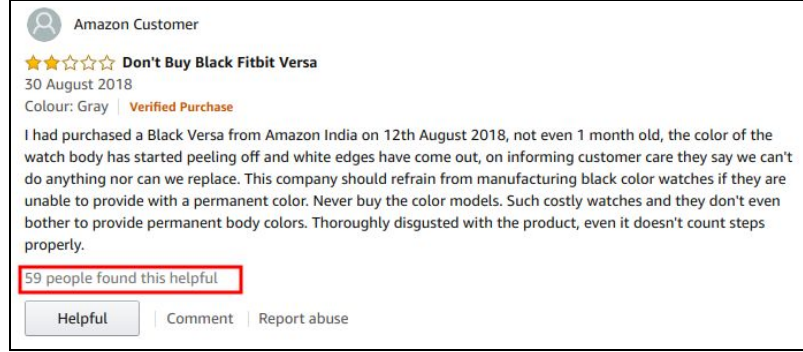 Amazon Customer
Don't Buy Black Fitbit Versa
30 August 2018
Colour: Gray | Verified Purchase
I had purchased a Black Versa from Amazon India on 12th August 2018, not even 1 month old, the color of the
watch body has started peeling off and white edges have come out, on informing customer care they say we can't
do anything nor can we replace. This company should refrain from manufacturing black color watches if they are
unable to provide with a permanent color. Never buy the color models. Such costly watches and they don't even
bother to provide permanent body colors. Thoroughly disgusted with the product, even it doesn't count steps
properly.
59 people found this helpful
Helpful | Comment | Report abuse